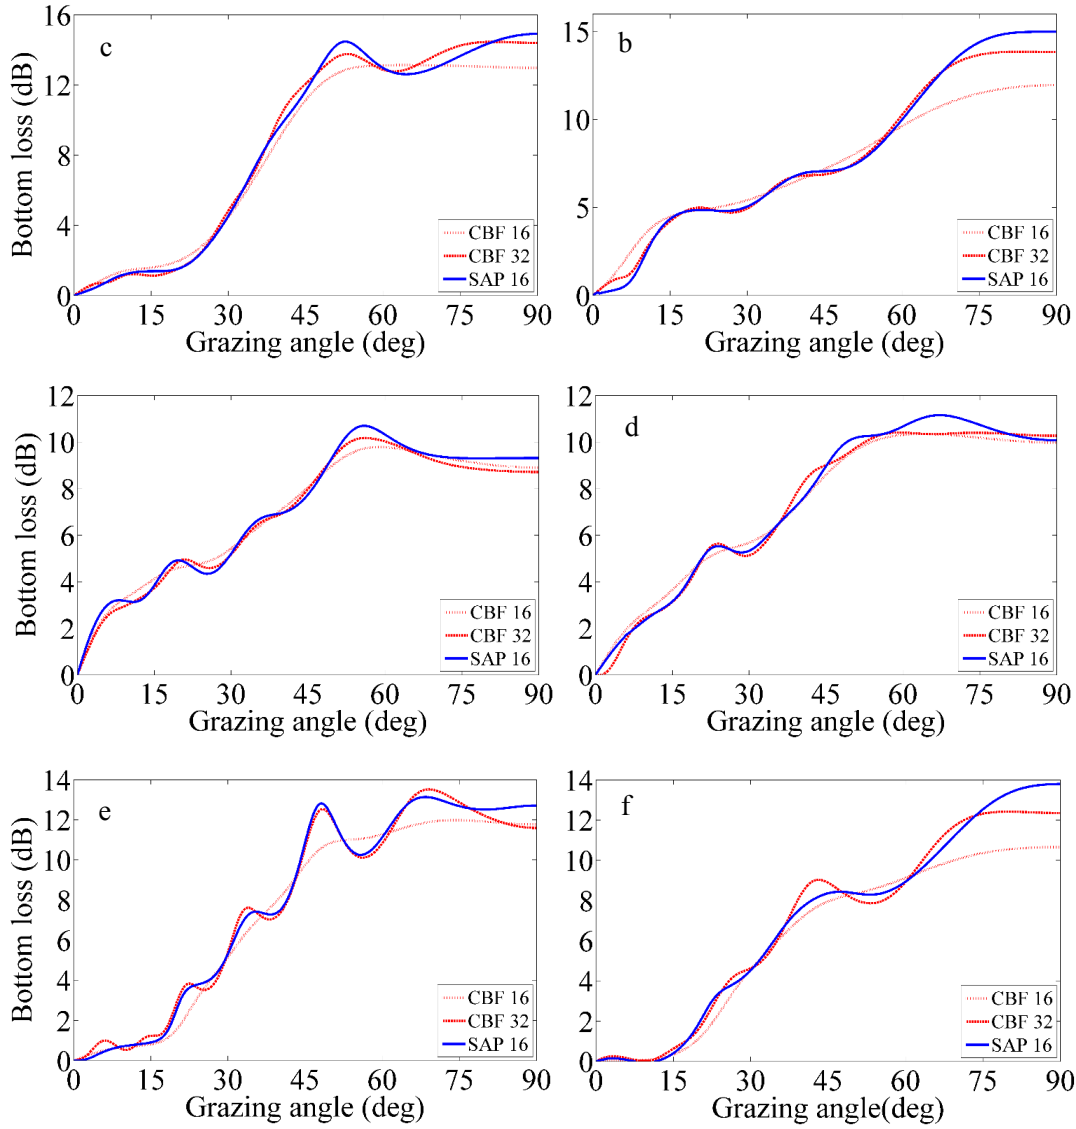 16
12
8
4
0
Bottom loss (dB)
c
CBF 16
CBF 32
SAP 16
0 15 30 45 60 75 90
Grazing angle (deg)
15
10
5
0
b
CBF 16
CBF 32
SAP 16
0 15 30 45 60 75 90
Grazing angle (deg)
12
10
8
6
4
2
0
Bottom loss (dB)
CBF 16
CBF 32
SAP 16
0 15 30 45 60 75 90
Grazing angle (deg)
12
10
8
6
4
2
0
d
CBF 16
CBF 32
SAP 16
0 15 30 45 60 75 90
Grazing angle (deg)
14
12
10
8
6
4
2
0
Bottom loss (dB)
e
CBF 16
CBF 32
SAP 16
0 15 30 45 60 75 90
Grazing angle (deg)
14
12
10
8
6
4
2
0
f
CBF 16
CBF 32
SAP 16
0 15 30 45 60 75 90
Grazing angle(deg)